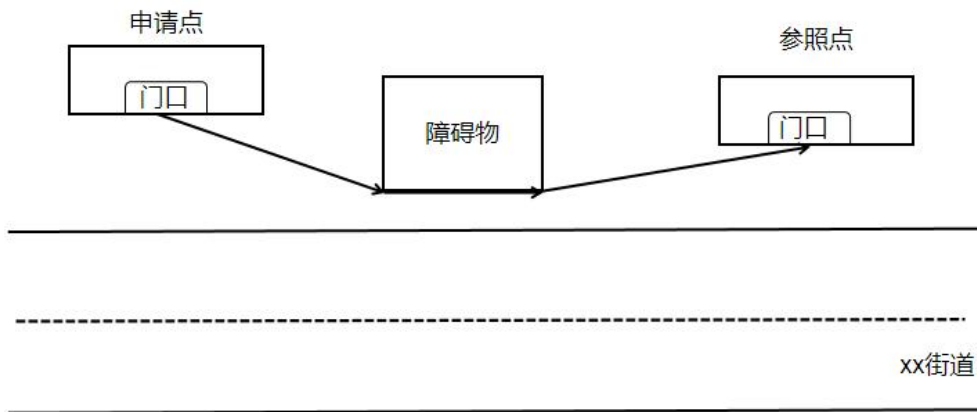 申请点
参照点
门口
障碍物
门口
xx街道